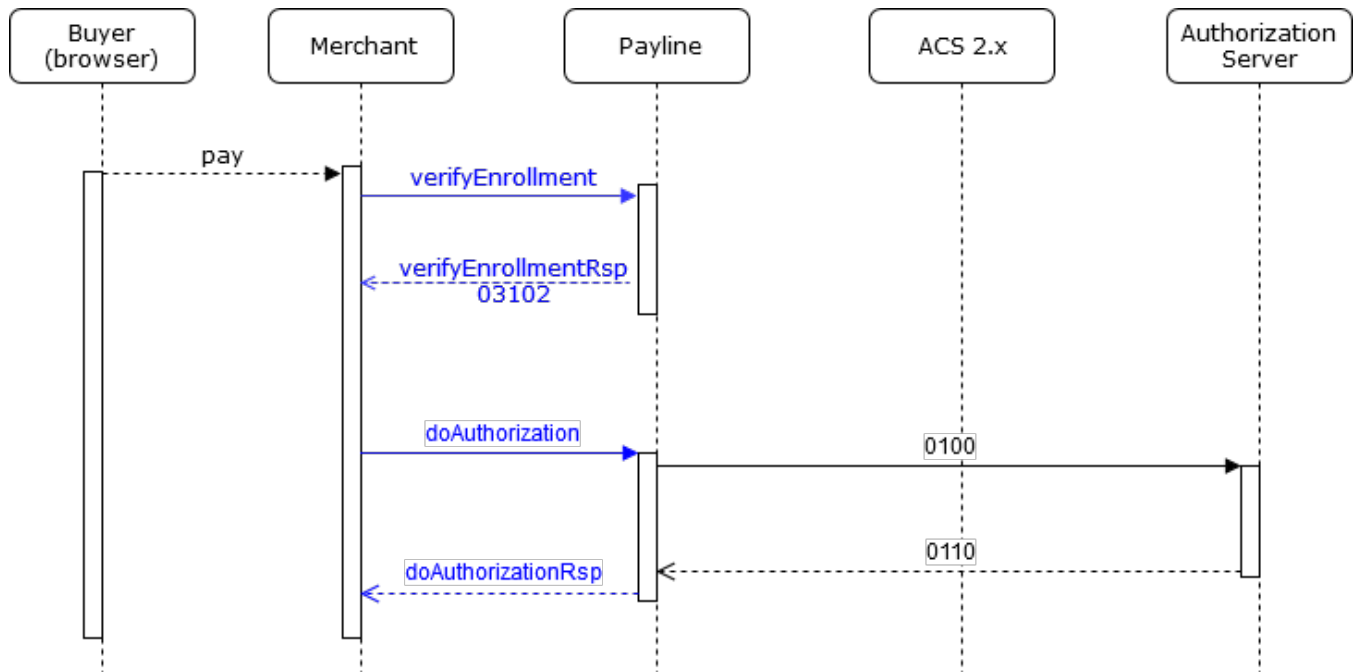 Buyer
(browser)
Merchant
Payline
ACS 2.x
Authorization
Server
pay
verifyEnrollment
verifyEnrollmentRsp
03102
doAuthorization
0100
0110
doAuthorizationRsp